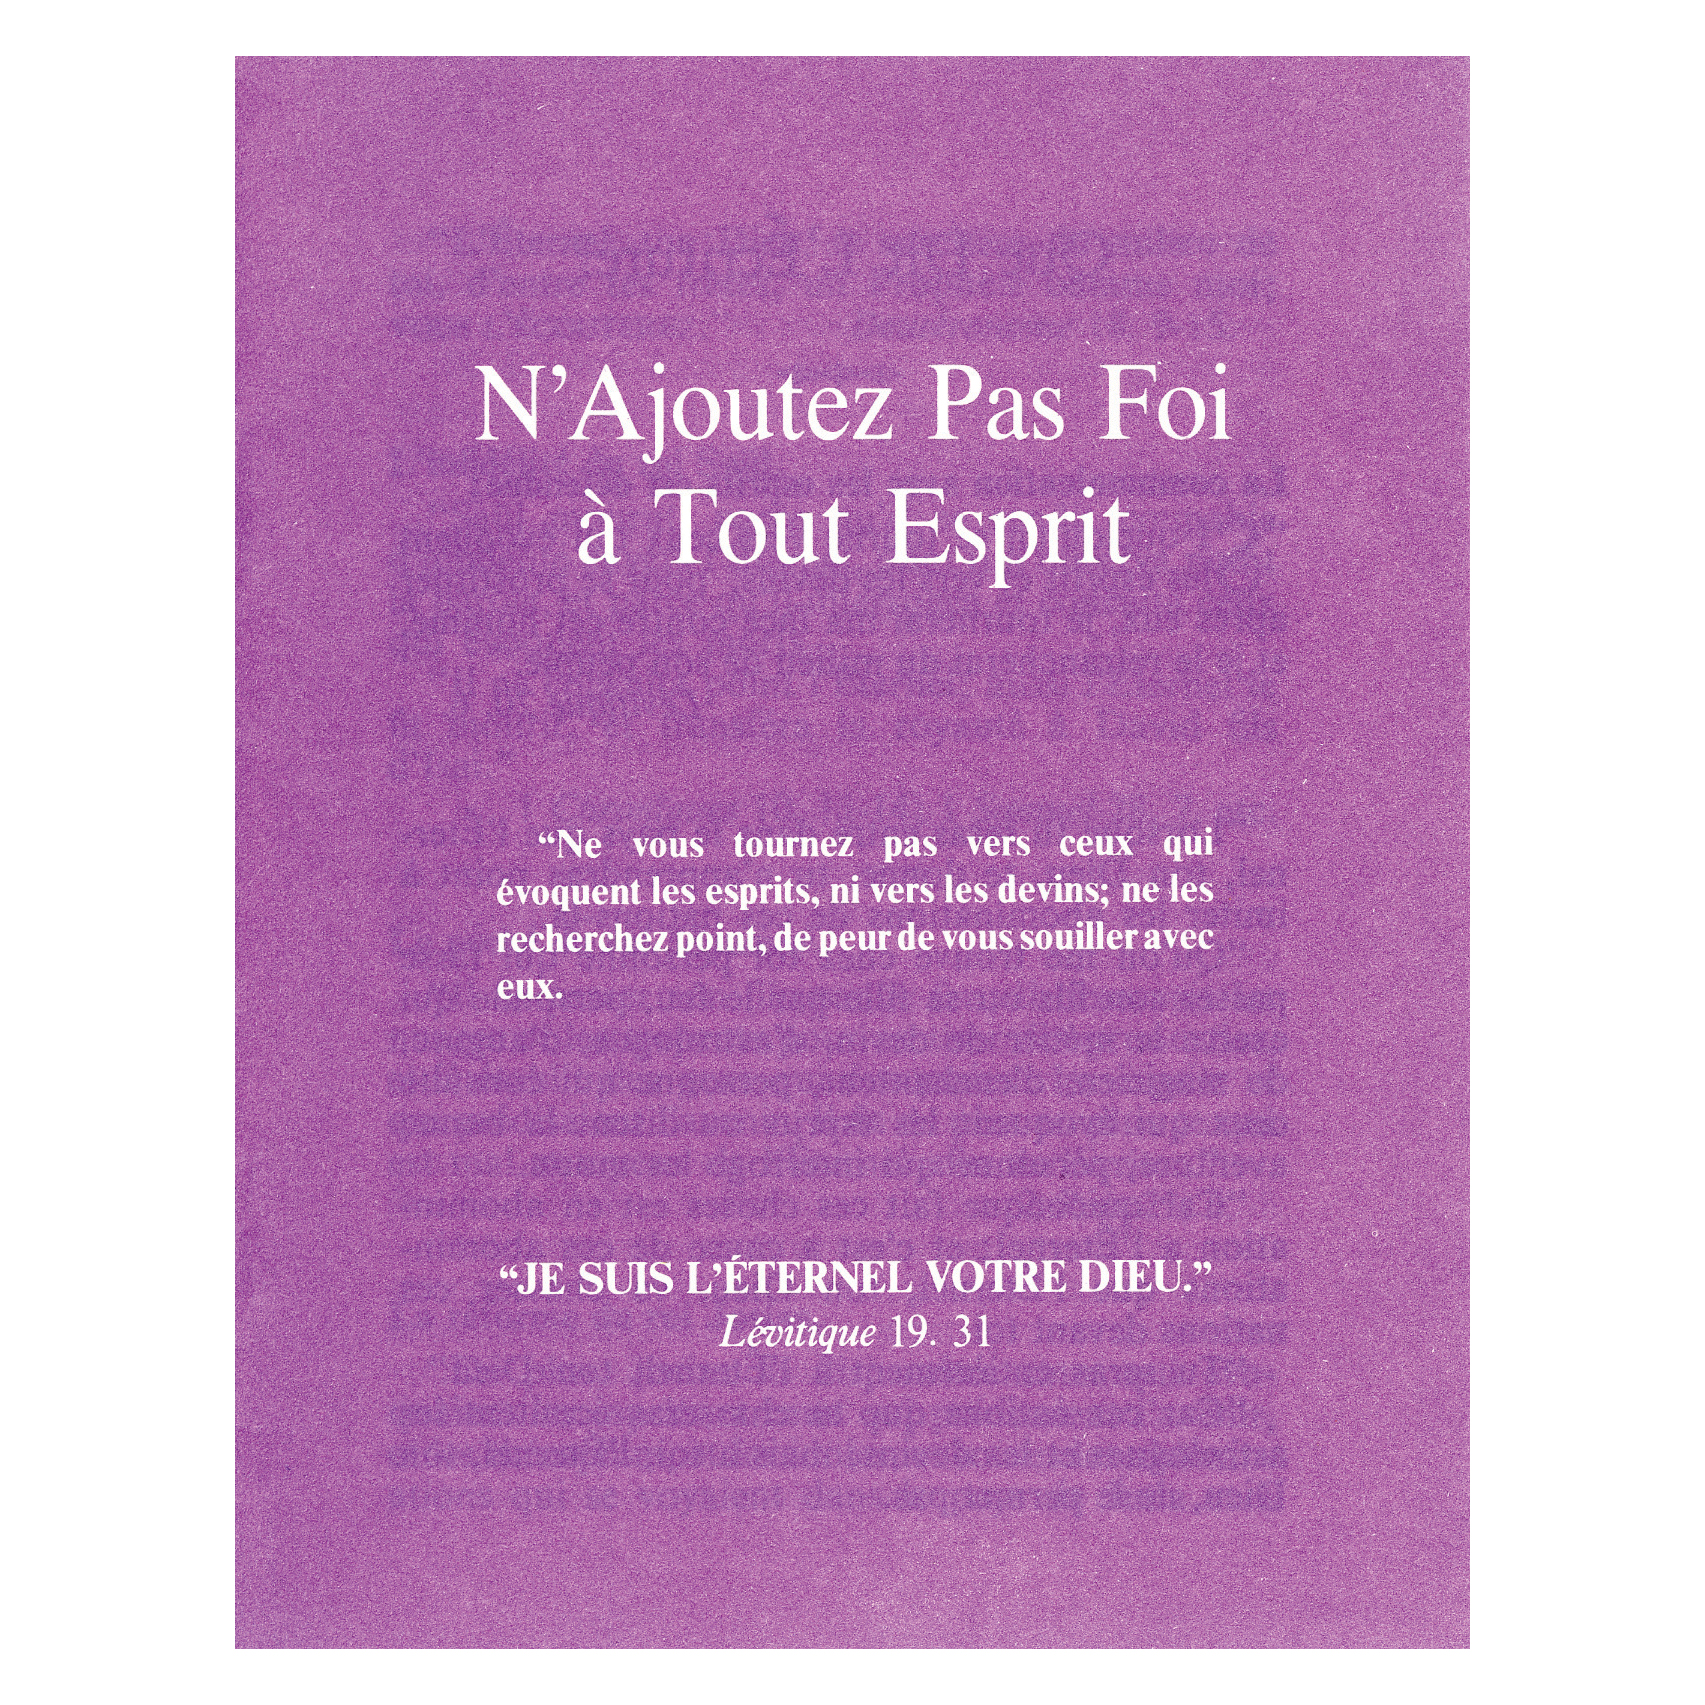 N’Ajoutez Pas Foi
à Tout Esprit
“Ne vous tournez pas vers ceux qui
évoquent les esprits, ni vers les devins; ne les
recherchez point, de peur de vous souiller avec
eux.
“JE SUIS L’ÉTERNEL VOTRE DIEU.”
Lévitique 19. 31